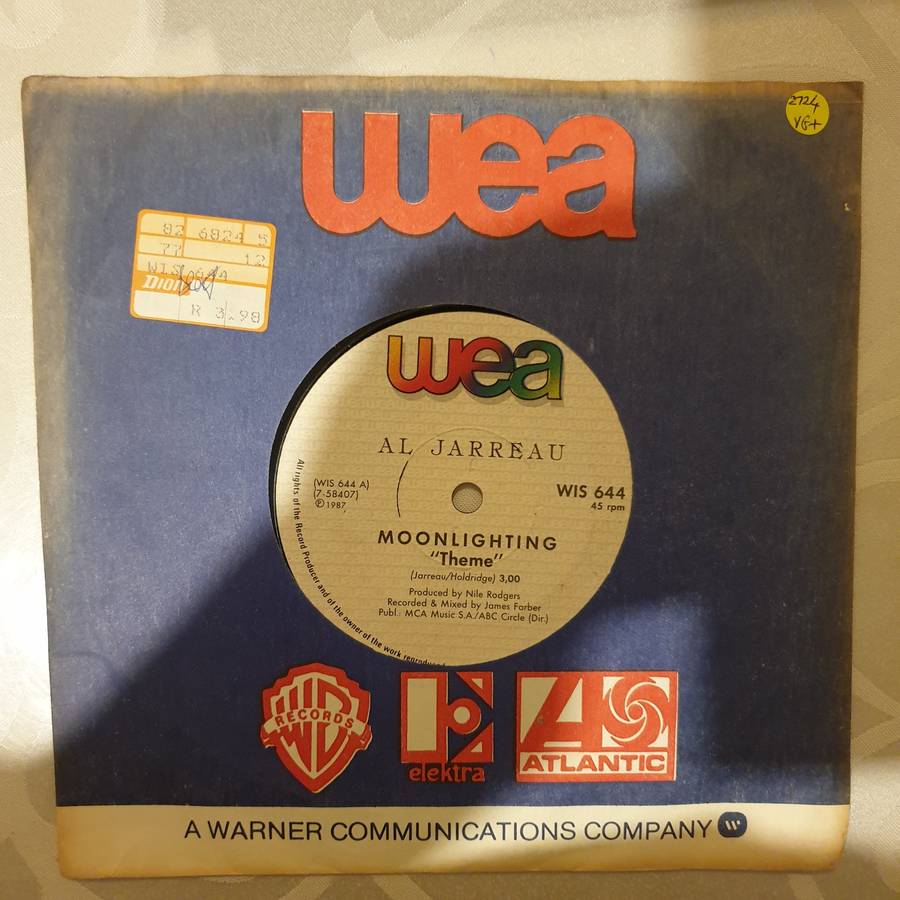 wea
2724
VG+
82 6824 5
77 12
WIS 644
Dion
R 3.98
wea
AL JARREAU
(WIS 644 A)
(7-58407)
℗ 1987
WIS 644
45 rpm
MOONLIGHTING
"Theme"
(Jarreau/Holdridge) 3,00
Produced by Nile Rodgers
Recorded & Mixed by James Farber
Publ.: MCA Music S.A./ABC Circle (Dir.)
All rights of the Record Producer and of the owner of the work reproduced
WB
RECORDS
elektra
ATLANTIC
A WARNER COMMUNICATIONS COMPANY